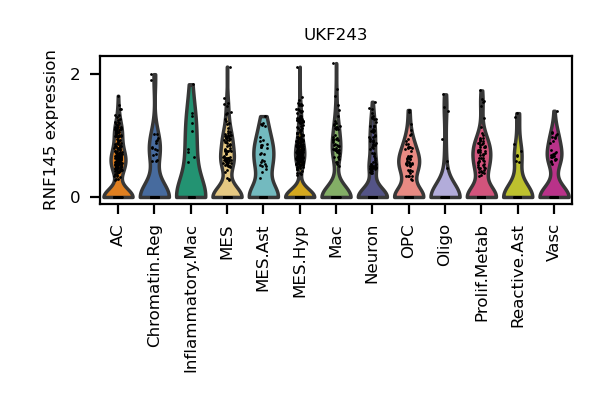 UKF243
RNF145 expression
2
0
AC
Chromatin.Reg
Inflammatory.Mac
MES
MES.Ast
MES.Hyp
Mac
Neuron
OPC
Oligo
Prolif.Metab
Reactive.Ast
Vasc